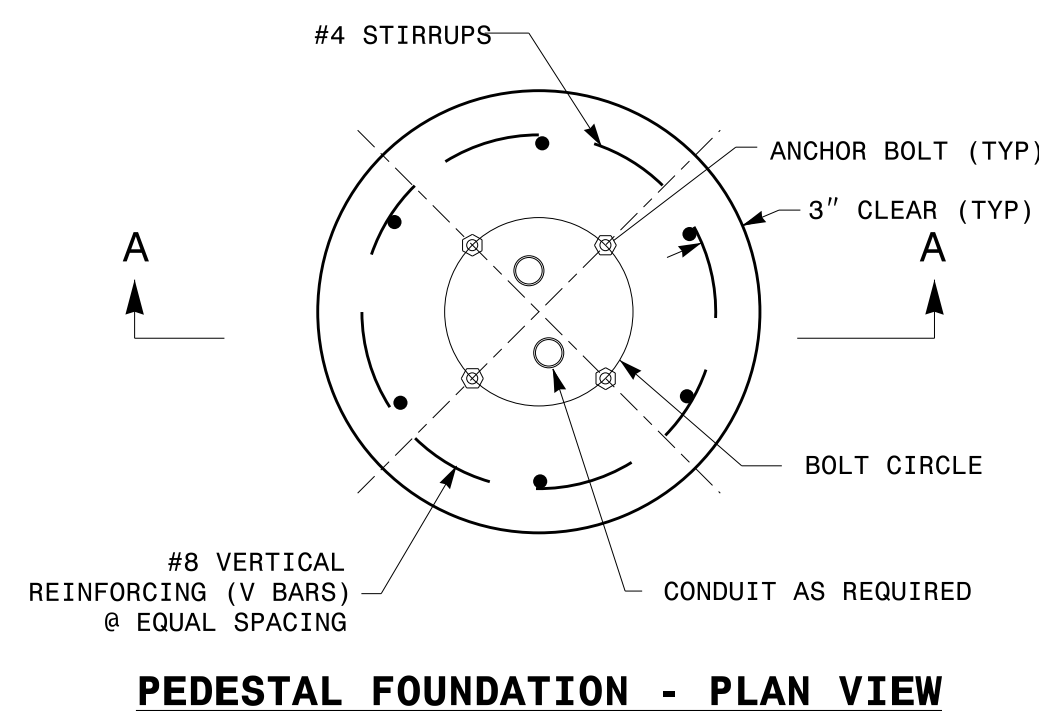 #4 STIRRUPS
ANCHOR BOLT (TYP)
3" CLEAR (TYP)
A
A
BOLT CIRCLE
#8 VERTICAL
REINFORCING (V BARS)
@ EQUAL SPACING
CONDUIT AS REQUIRED
PEDESTAL FOUNDATION - PLAN VIEW